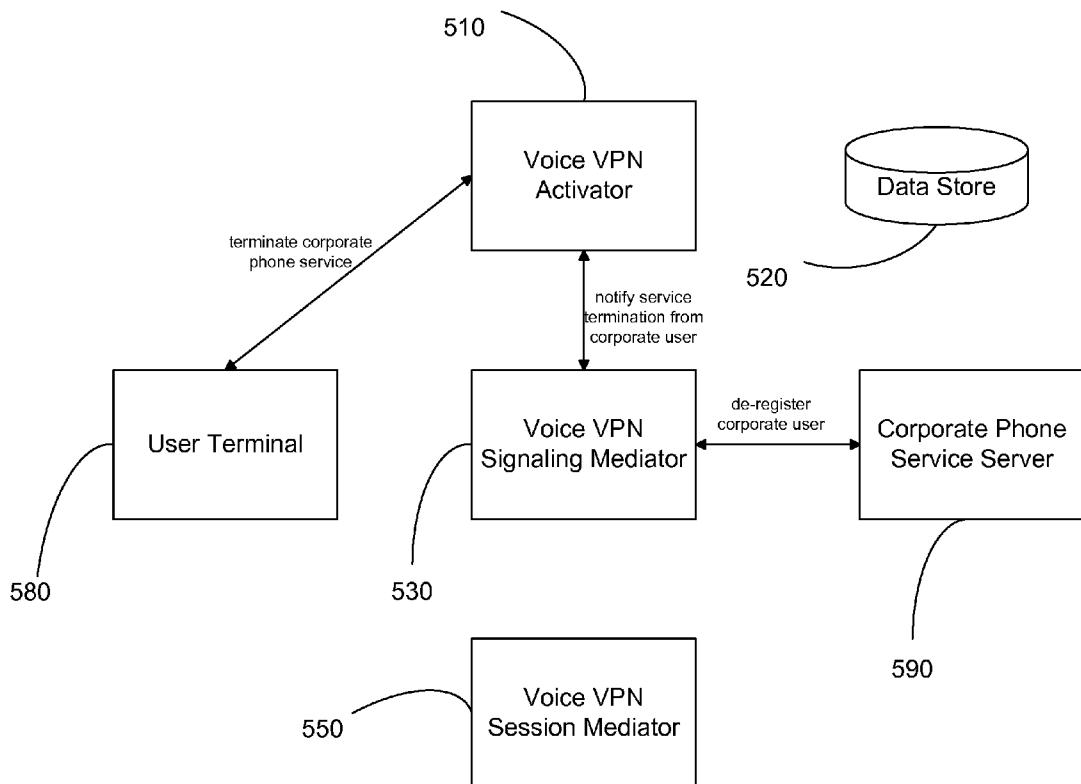 510
Voice VPN
Activator
Data Store
terminate corporate
phone service
520
notify service
termination from
corporate user
User Terminal
Voice VPN
Signaling Mediator
de-register
corporate user
Corporate Phone
Service Server
580
530
590
Voice VPN
Session Mediator
550